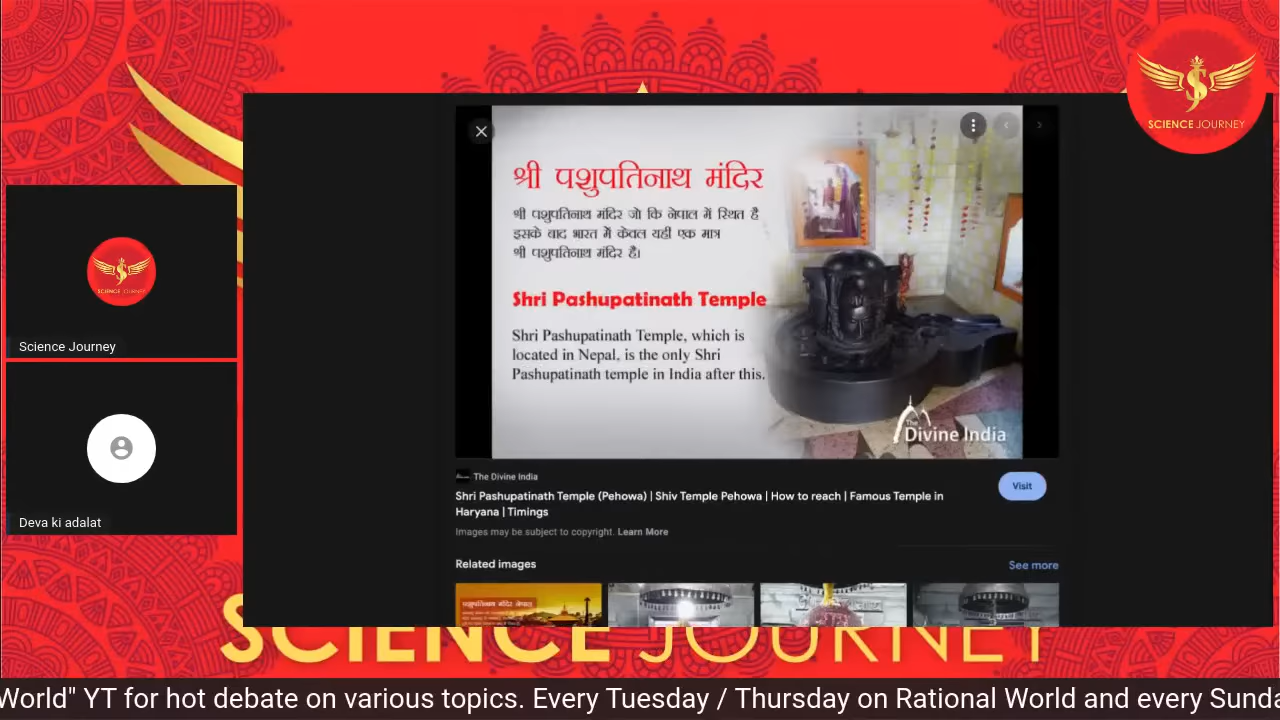 SCIENCE JOURNEY
श्री पशुपतिनाथ मंदिर
श्री पशुपतिनाथ मंदिर जो कि नेपाल में स्थित है
इसके बाद भारत में केवल यही एक मात्र
श्री पशुपतिनाथ मंदिर है।
Shri Pashupatinath Temple
Shri Pashupatinath Temple, which is
located in Nepal, is the only Shri
Pashupatinath temple in India after this.
The
Divine India
Science Journey
Deva ki adalat
The Divine India
Visit
Shri Pashupatinath Temple (Pehowa) | Shiv Temple Pehowa | How to reach | Famous Temple in
Haryana | Timings
Images may be subject to copyright. Learn More
Related images
See more
पशुपतिनाथ मंदिर नेपाल
SCIENCE JOURNEY
World" YT for hot debate on various topics. Every Tuesday / Thursday on Rational World and every Sunda